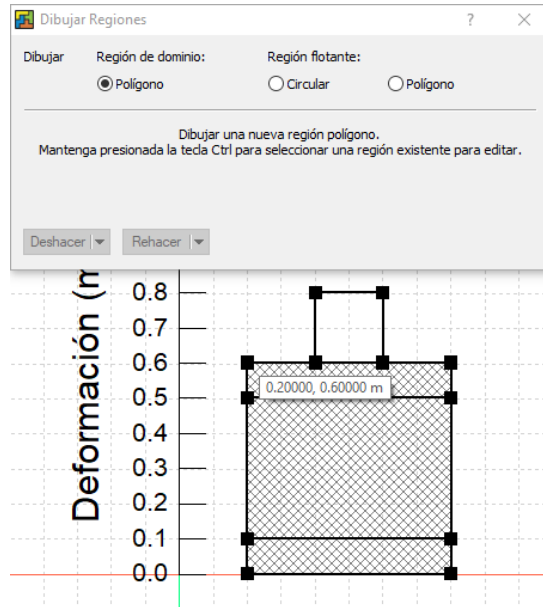 Dibujar Regiones
?
Dibujar Región de dominio: Región flotante:
Polígono Circular Polígono
Dibujar una nueva región polígono.
Mantenga presionada la tecla Ctrl para seleccionar una región existente para editar.
Deshacer Rehacer
Deformación (m
0.8
0.7
0.6
0.20000, 0.60000 m
0.5
0.4
0.3
0.2
0.1
0.0